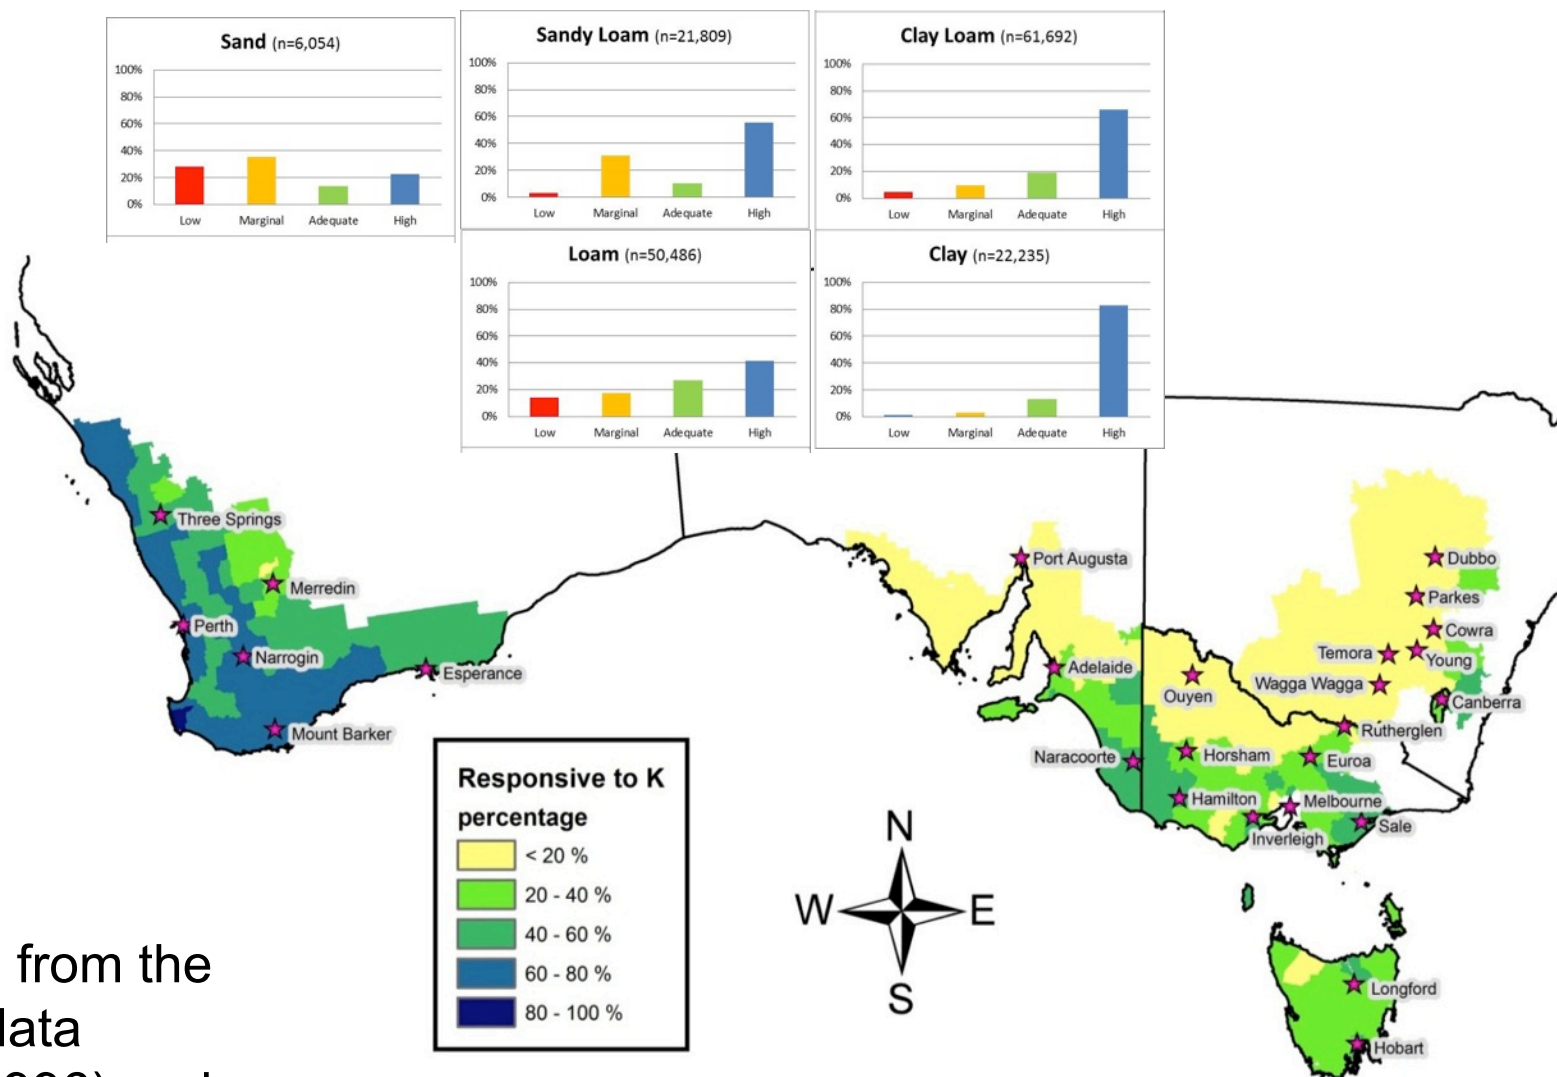 Sand (n=6,054)
100%
80%
60%
40%
20%
0%
Low Marginal Adequate High
Sandy Loam (n=21,809)
100%
80%
60%
40%
20%
0%
Low Marginal Adequate High
Clay Loam (n=61,692)
100%
80%
60%
40%
20%
0%
Low Marginal Adequate High
Loam (n=50,486)
100%
80%
60%
40%
20%
0%
Low Marginal Adequate High
Clay (n=22,235)
100%
80%
60%
40%
20%
0%
Low Marginal Adequate High
Three Springs
Merredin
Perth
Narrogin
Esperance
Mount Barker
Port Augusta
Dubbo
Parkes
Cowra
Temora
Young
Adelaide
Ouyen
Wagga Wagga
Canberra
Rutherglen
Naracoorte
Horsham
Euroa
Hamilton
Melbourne
Inverleigh
Sale
Longford
Hobart
Responsive to K
percentage
< 20 %
20 - 40 %
40 - 60 %
60 - 80 %
80 - 100 %
N
W E
S
from the